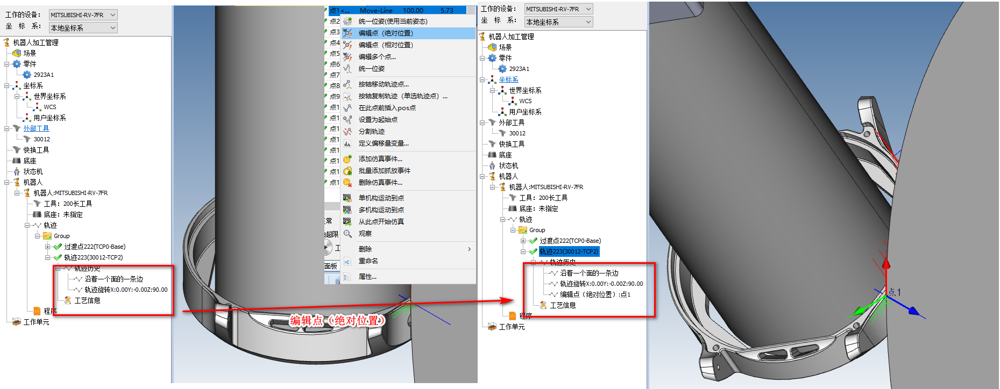 工作的设备：
MITSUBISHI-RV-7FR
坐 标 系：
本地坐标系
机器人加工管理
场景
零件
2923A1
坐标系
世界坐标系
WCS
用户坐标系
外部工具
30012
快换工具
底座
状态机
机器人
机器人:MITSUBISHI-RV-7FR
工具：200长工具
底座：未指定
轨迹
Group
过渡点222(TCP0-Base)
轨迹223(30012-TCP2)
轨迹历史
沿着一个面的一条边
轨迹旋转X:0.00Y:-0.00Z:90.00
工艺信息
程序
工作单元
点1<... Move-Line 100.00 5.73
点2
点3
点4
点5
点6
点7
点8
点9
点1
点1
点1
点1
点1
点1
点1
点1
正常
超限
工
面板
统一位姿(使用当前姿态)
编辑点（绝对位置）
编辑点（相对位置）
编辑多个点...
统一位姿
按轴移动轨迹点...
按轴复制轨迹（单选轨迹点）...
在此点前插入pos点
设置为起始点
分割轨迹
定义偏移量变量...
添加仿真事件...
批量添加抓放事件
删除仿真事件...
单机构运动到点
多机构运动到点
从此点开始仿真
观察
删除
重命名
属性...
编辑点（绝对位置）
工作的设备：
MITSUBISHI-RV-7FR
坐 标 系：
本地坐标系
机器人加工管理
场景
零件
2923A1
坐标系
世界坐标系
WCS
用户坐标系
外部工具
30012
快换工具
底座
状态机
机器人
机器人:MITSUBISHI-RV-7FR
工具：200长工具
底座：未指定
轨迹
Group
过渡点222(TCP0-Base)
轨迹223(30012-TCP2)
轨迹历史
沿着一个面的一条边
轨迹旋转X:0.00Y:-0.00Z:90.00
编辑点（绝对位置）:点1
工艺信息
程序
工作单元
点1